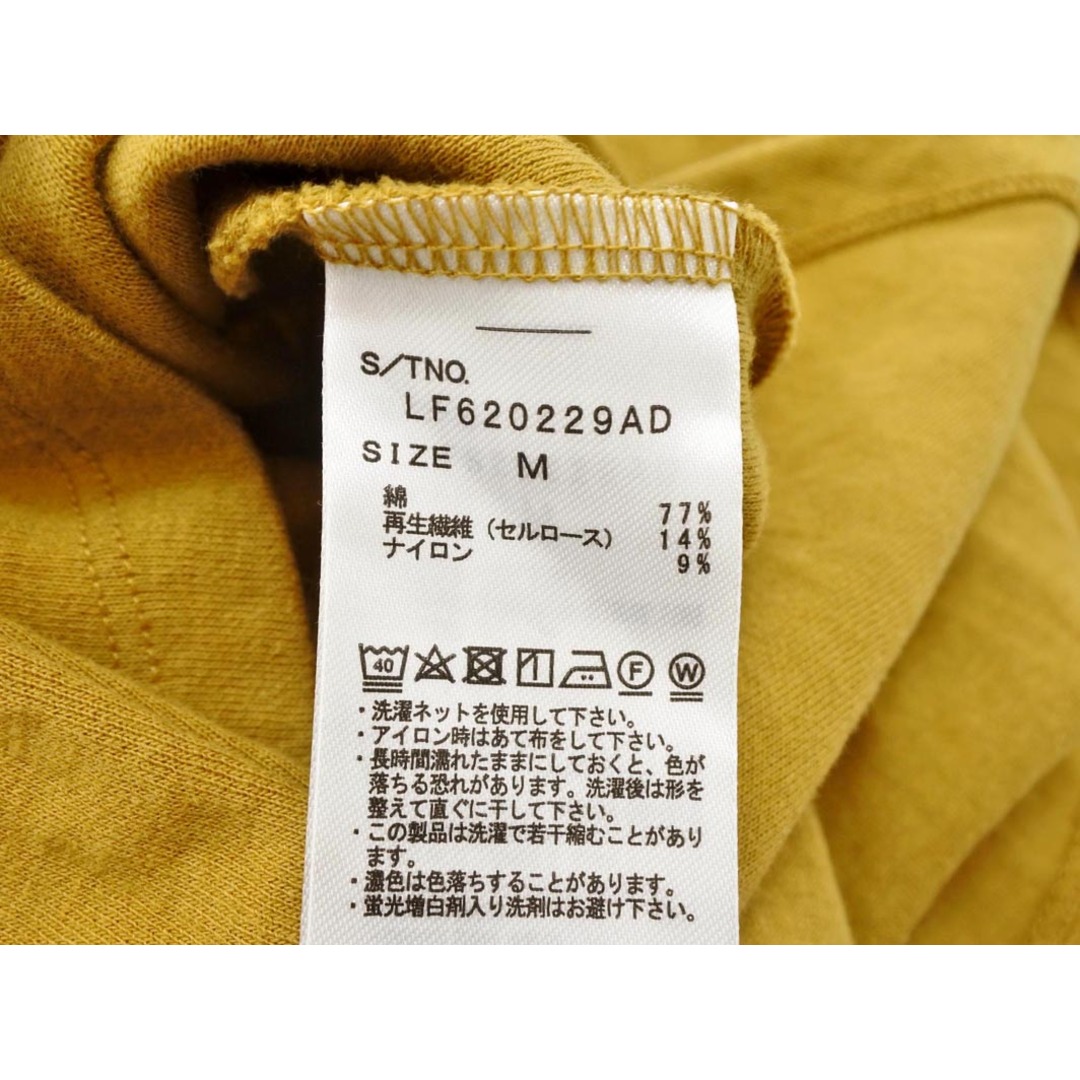 S/TNO.
LF620229AD
SIZE M
綿 77%
再生繊維（セルロース） 14%
ナイロン 9%
40 F W
・洗濯ネットを使用して下さい。
・アイロン時はあて布をして下さい。
・長時間濡れたままにしておくと、色が
落ちる恐れがあります。洗濯後は形を
整えて直ぐに干して下さい。
・この製品は洗濯で若干縮むことがあり
ます。
・濃色は色落ちすることがあります。
・蛍光増白剤入り洗剤はお避け下さい。